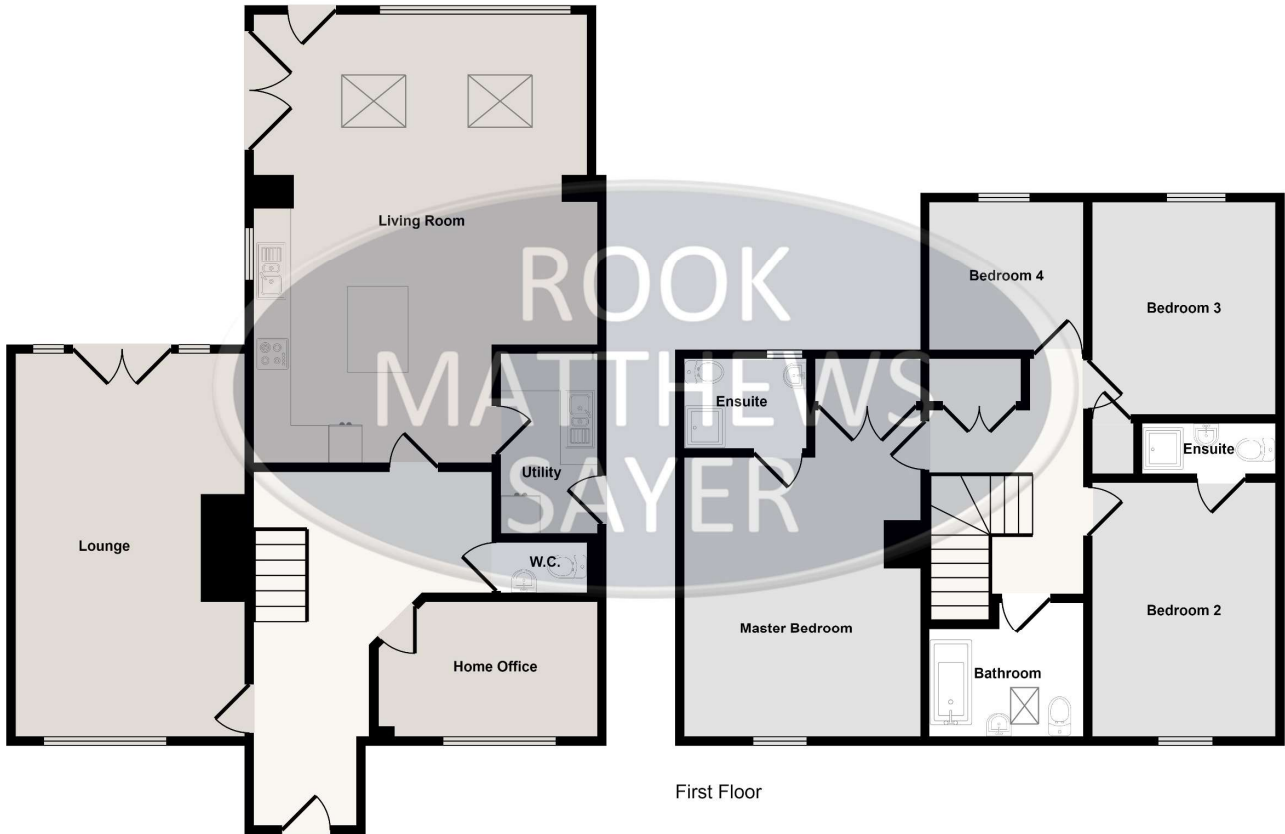 Living Room
Lounge
Utility
W.C.
Home Office
Bedroom 4
Bedroom 3
Ensuite
Ensuite
Master Bedroom
Bedroom 2
Bathroom
First Floor
ROOK
MATTHEWS
SAYER